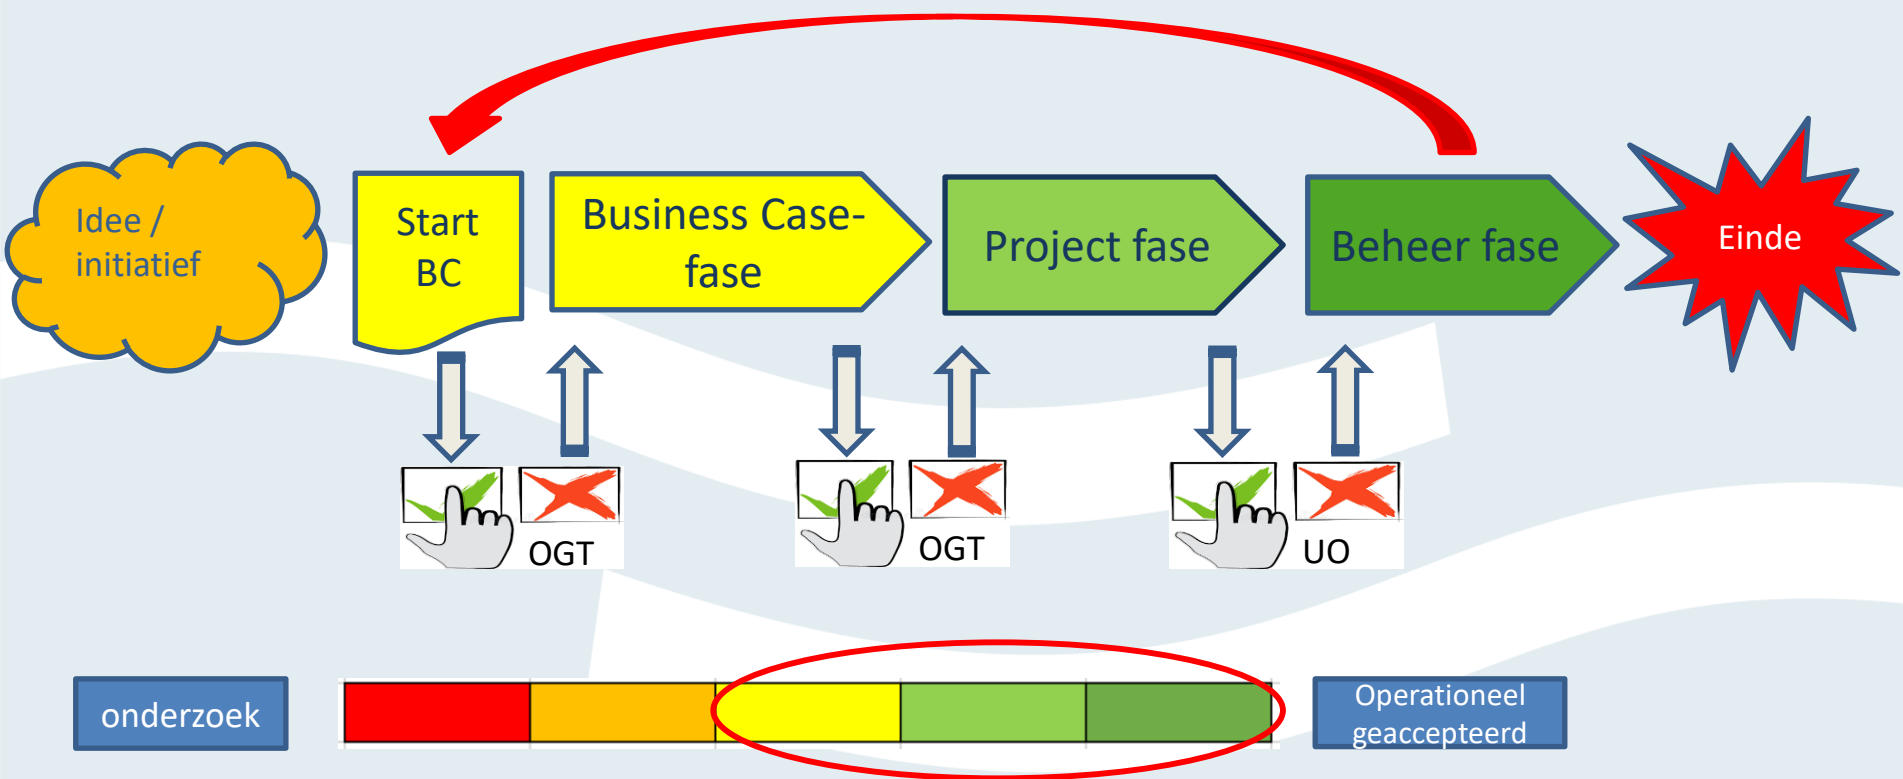 Idee /
initiatief
Start
BC
Business Case-
fase
Project fase
Beheer fase
Einde
OGT
OGT
UO
onderzoek
Operationeel
geaccepteerd